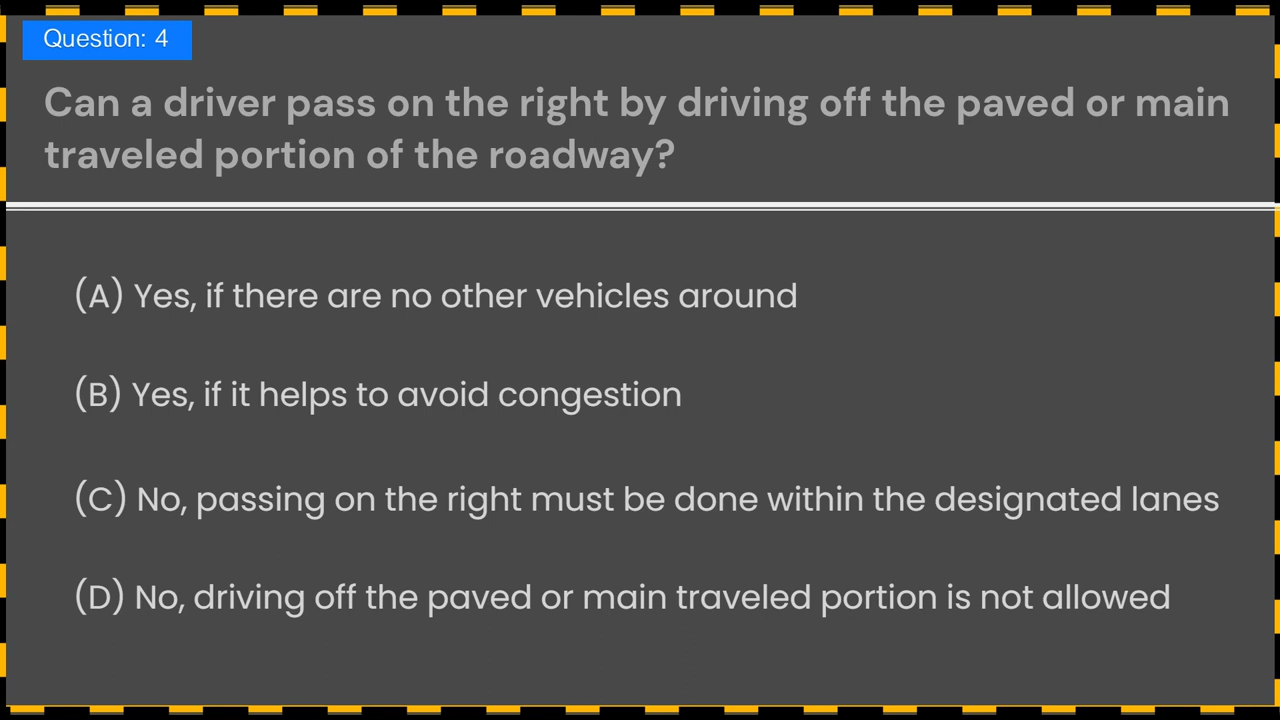 Question: 4
Can a driver pass on the right by driving off the paved or main
traveled portion of the roadway?
(A) Yes, if there are no other vehicles around
(B) Yes, if it helps to avoid congestion
(C) No, passing on the right must be done within the designated lanes
(D) No, driving off the paved or main traveled portion is not allowed